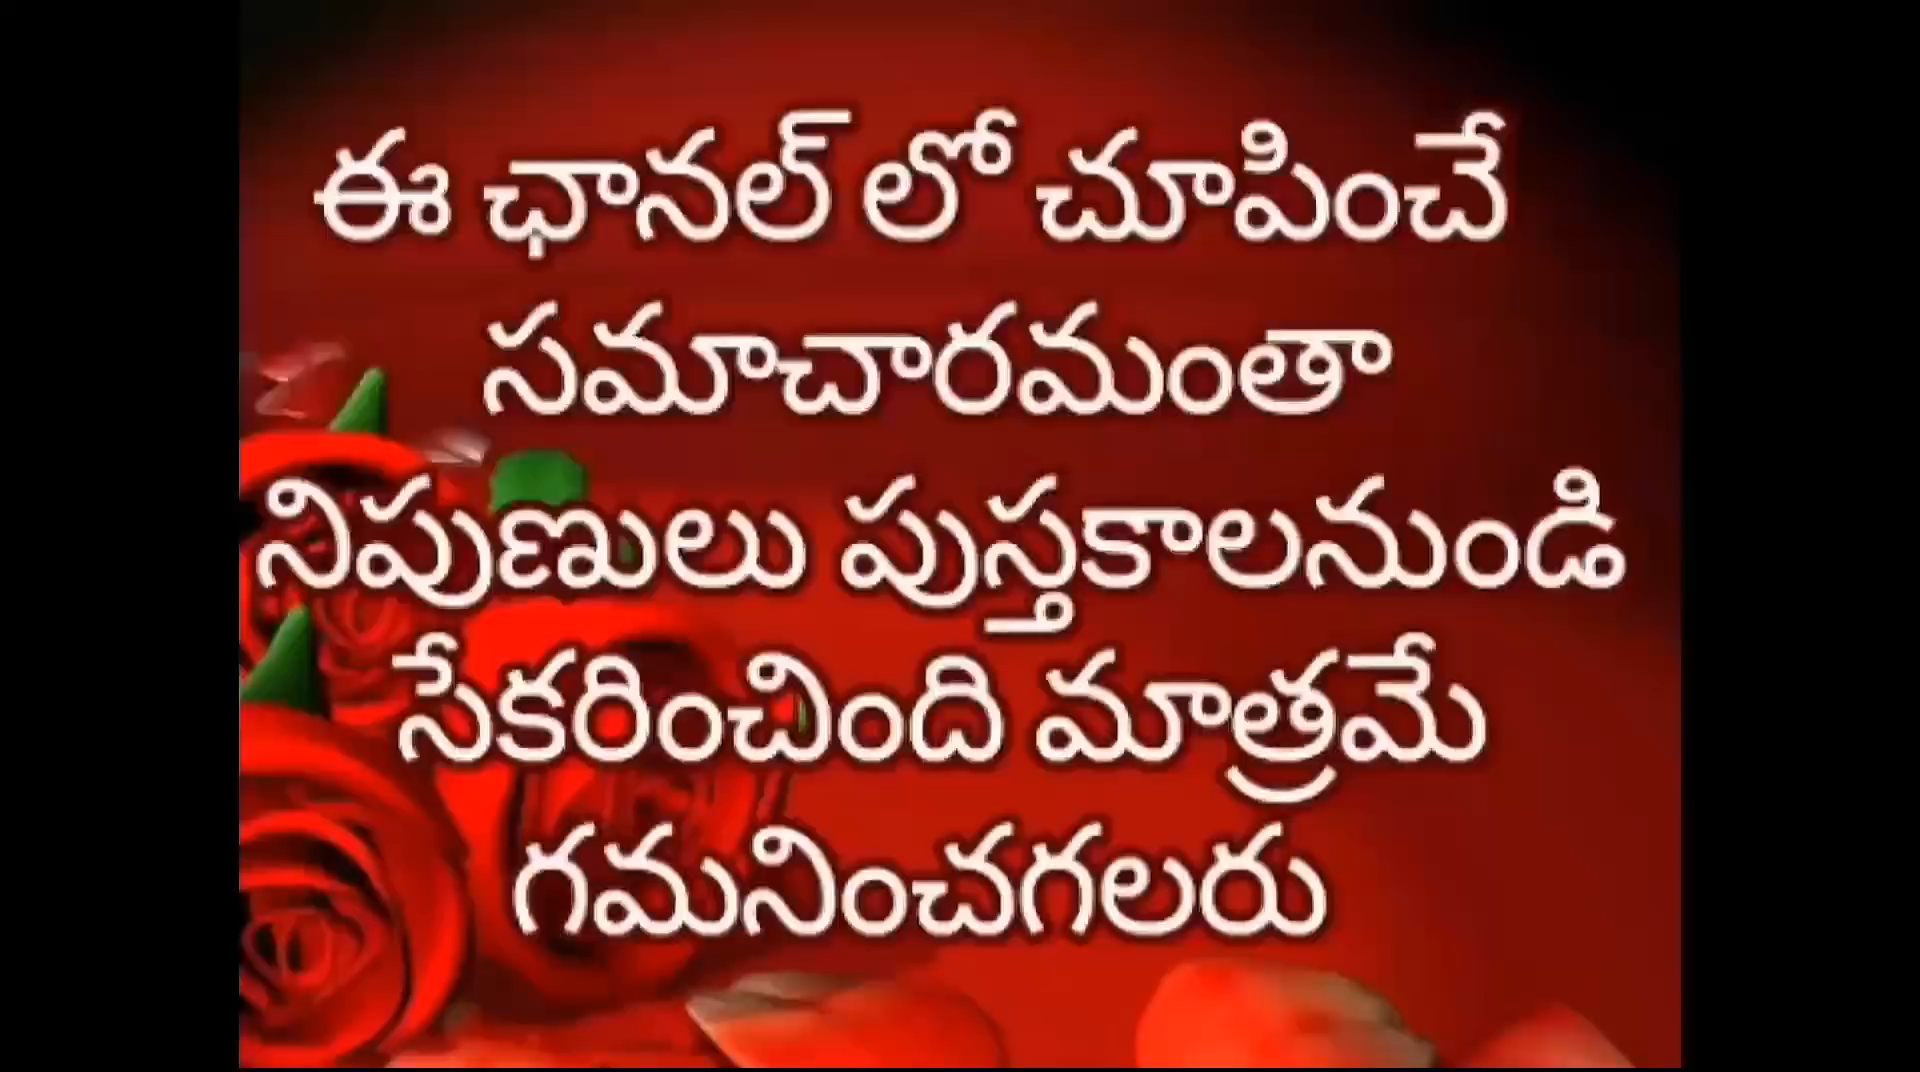 ఈ ఛానల్ లో చూపించే
సమాచారమంతా
నిపుణులు పుస్తకాలనుండి
సేకరించింది మాత్రమే
గమనించగలరు